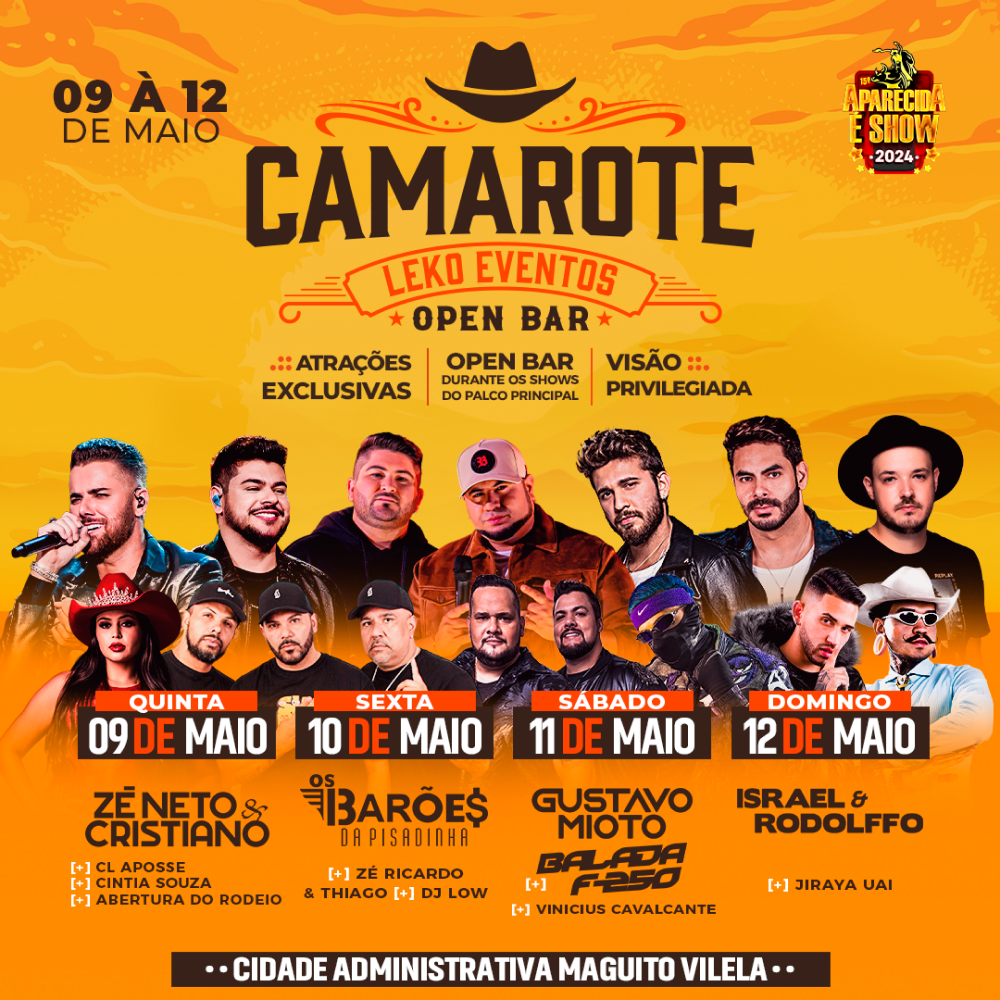 09 À 12
DE MAIO
15º
APARECIDA
É SHOW
2024
CAMAROTE
LEKO EVENTOS
OPEN BAR
ATRAÇÕES
EXCLUSIVAS
OPEN BAR
DURANTE OS SHOWS
DO PALCO PRINCIPAL
VISÃO
PRIVILEGIADA
REPLAY
QUINTA
09 DE MAIO
ZÉ NETO &
CRISTIANO
[+] CL APOSSE
[+] CINTIA SOUZA
[+] ABERTURA DO RODEIO
SEXTA
10 DE MAIO
OS
BARÕE$
DA PISADINHA
[+] ZÉ RICARDO
& THIAGO [+] DJ LOW
SÁBADO
11 DE MAIO
GUSTAVO
MIOTO
[+] BALADA
F-250
[+] VINICIUS CAVALCANTE
DOMINGO
12 DE MAIO
ISRAEL &
RODOLFFO
[+] JIRAYA UAI
CIDADE ADMINISTRATIVA MAGUITO VILELA